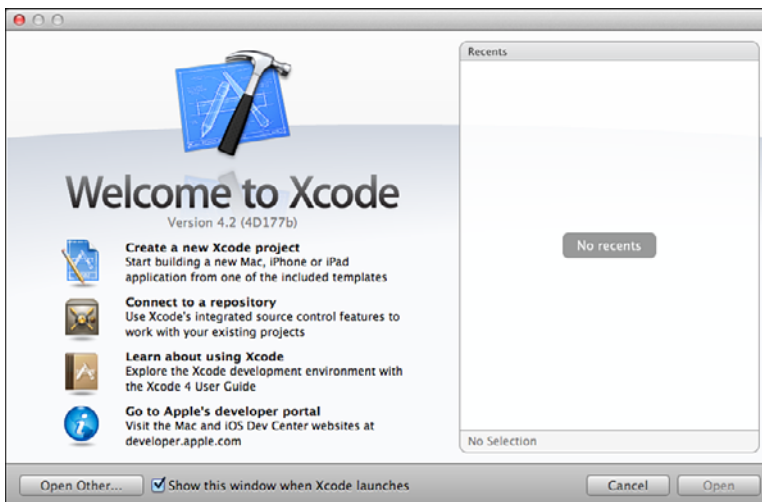 Recents
Welcome to Xcode
Version 4.2 (4D177b)
Create a new Xcode project
Start building a new Mac, iPhone or iPad
application from one of the included templates
Connect to a repository
Use Xcode's integrated source control features to
work with your existing projects
Learn about using Xcode
Explore the Xcode development environment with
the Xcode 4 User Guide
Go to Apple's developer portal
Visit the Mac and iOS Dev Center websites at
developer.apple.com
No recents
No Selection
Open Other...
Show this window when Xcode launches
Cancel
Open